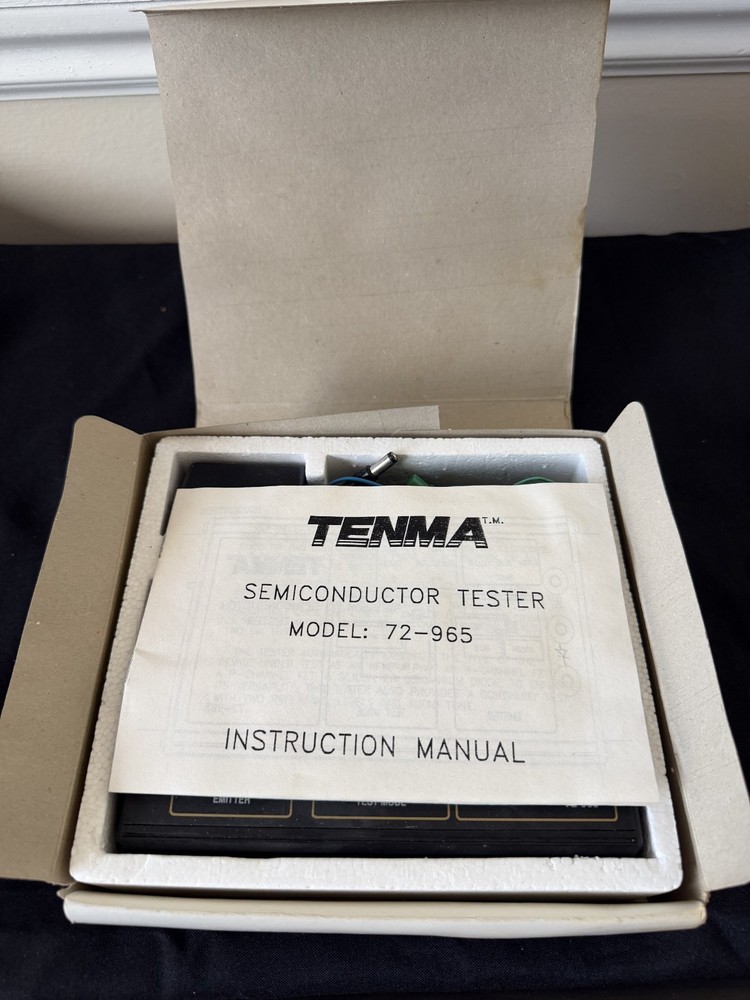 TENMA T.M.
SEMICONDUCTOR TESTER
MODEL: 72-965
INSTRUCTION MANUAL
EMITTER
TEST MODE